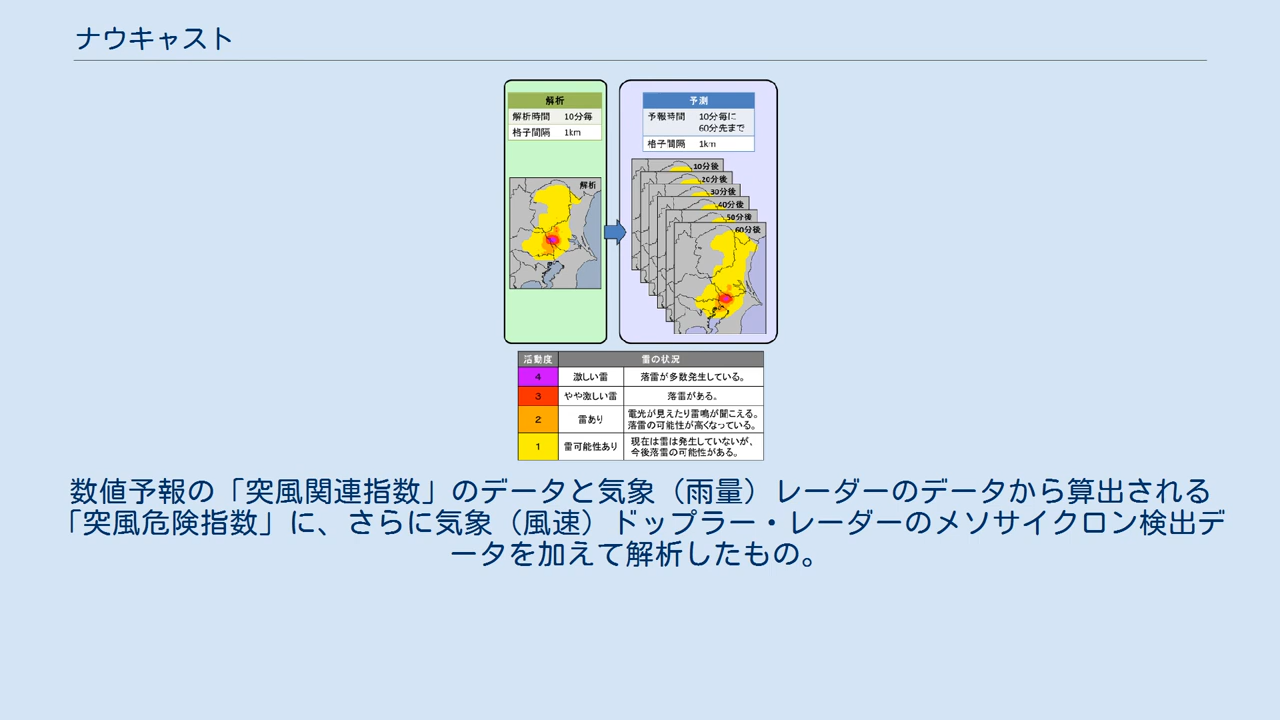 ナウキャスト
解析
解析時間 10分毎
格子間隔 1km
解析
予測
予報時間 10分毎に
60分先まで
格子間隔 1km
10分後
20分後
30分後
40分後
50分後
60分後
活動度 雷の状況
4 激しい雷 落雷が多数発生している。
3 やや激しい雷 落雷がある。
2 雷あり 電光が見えたり雷鳴が聞こえる。
落雷の可能性が高くなっている。
1 雷可能性あり 現在は雷は発生していないが、
今後落雷の可能性がある。
数値予報の「突風関連指数」のデータと気象（雨量）レーダーのデータから算出される
「突風危険指数」に、さらに気象（風速）ドップラー・レーダーのメソサイクロン検出デ
ータを加えて解析したもの。